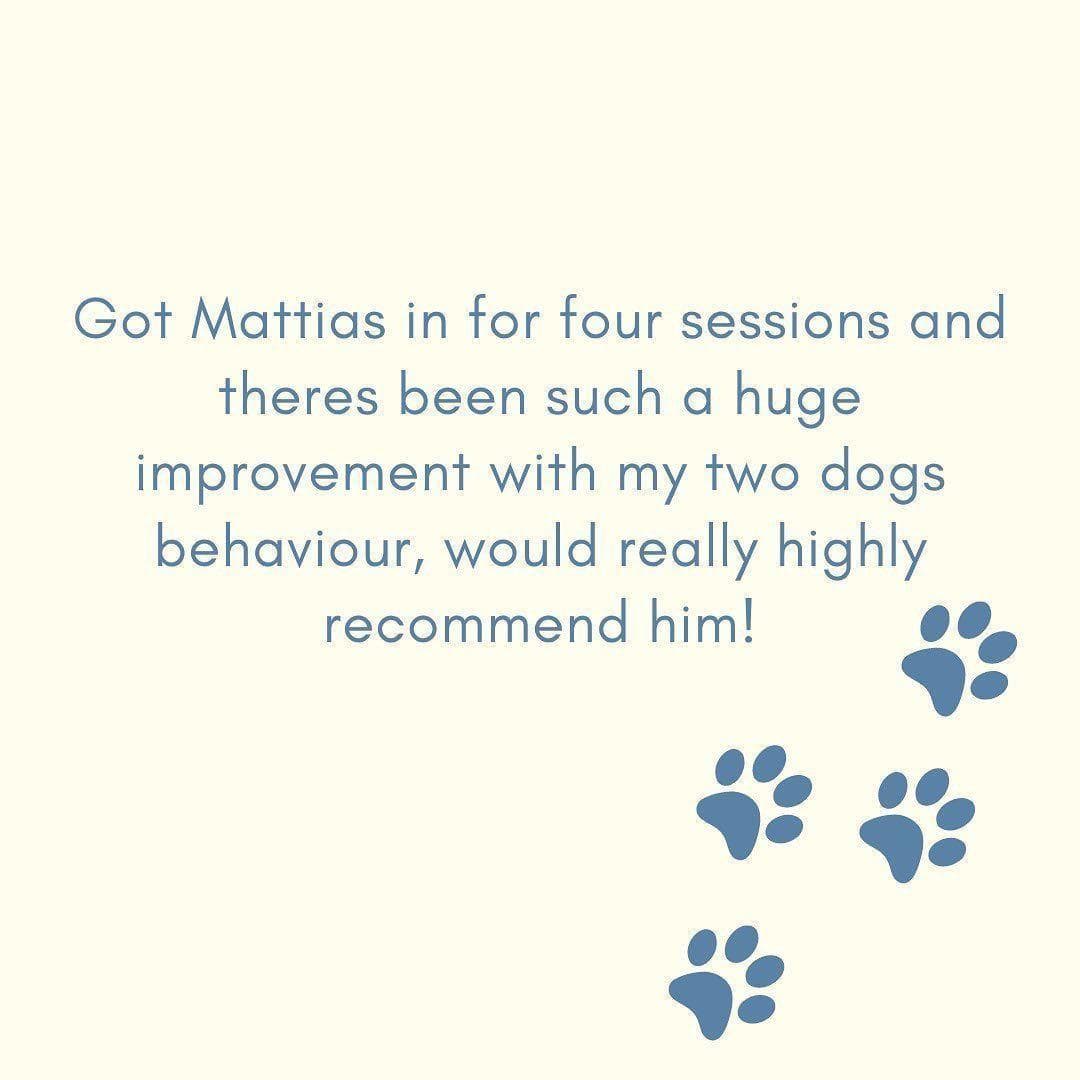 Got Mattias in for four sessions and
theres been such a huge
improvement with my two dogs
behaviour, would really highly
recommend him!